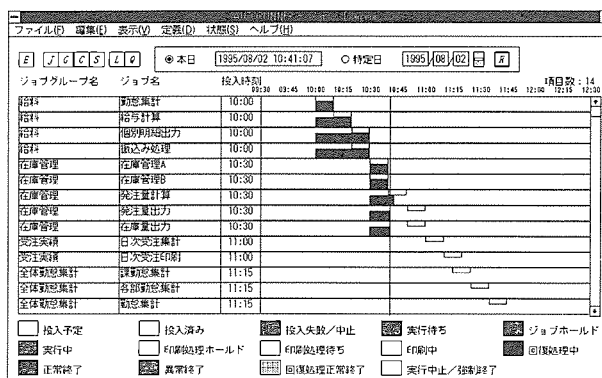 ファイル(F) 編集(E) 表示(V) 定義(D) 状態(S) ヘルプ(H)
E J G C S L Q 本日 1995/08/02 10:41:07 特定日 1995/08/02 R
ジョブグループ名 ジョブ名 投入時刻 項目数:14
09:30 09:45 10:00 10:15 10:30 10:45 11:00 11:15 11:30 11:45 12:00 12:15 12:30
給料 勤怠集計 10:00
給料 給与計算 10:00
給料 個別明細出力 10:00
給料 振込み処理 10:00
在庫管理 在庫管理A 10:30
在庫管理 在庫管理B 10:30
在庫管理 発注量計算 10:30
在庫管理 発注量出力 10:30
在庫管理 在庫量出力 10:30
受注実績 日次受注集計 11:00
受注実績 日次受注印刷 11:00
全体勤怠集計 課勤怠集計 11:15
全体勤怠集計 各部勤怠集計 11:15
全体勤怠集計 勤怠集計 11:15
投入予定 投入済み 投入失敗/中止 実行待ち ジョブホールド
実行中 印刷処理ホールド 印刷処理待ち 印刷中 回復処理中
正常終了 異常終了 回復処理正常終了 実行中止/強制終了